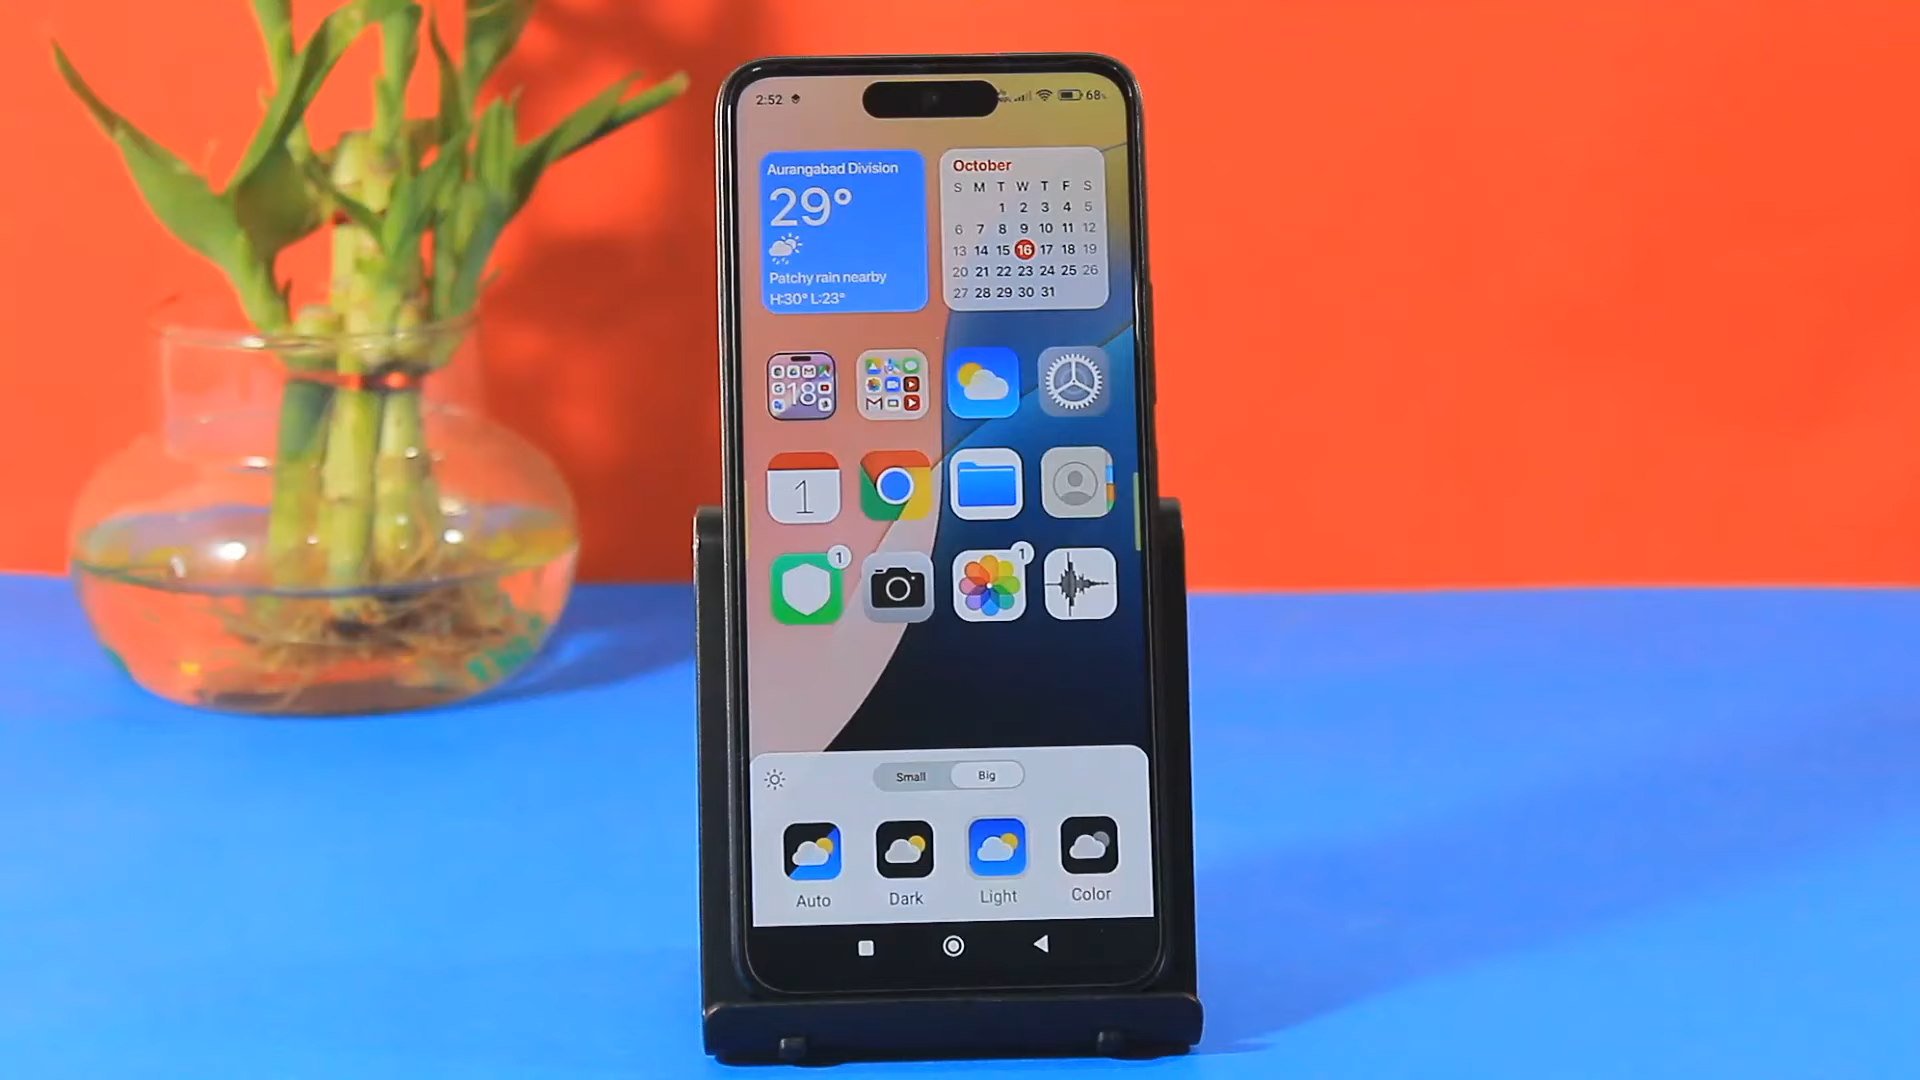 2:52
68
Aurangabad Division
29°
Patchy rain nearby
H:30° L:23°
October
S M T W T F S
1 2 3 4 5
6 7 8 9 10 11 12
13 14 15 16 17 18 19
20 21 22 23 24 25 26
27 28 29 30 31
18
1
1
1
Small Big
Auto Dark Light Color